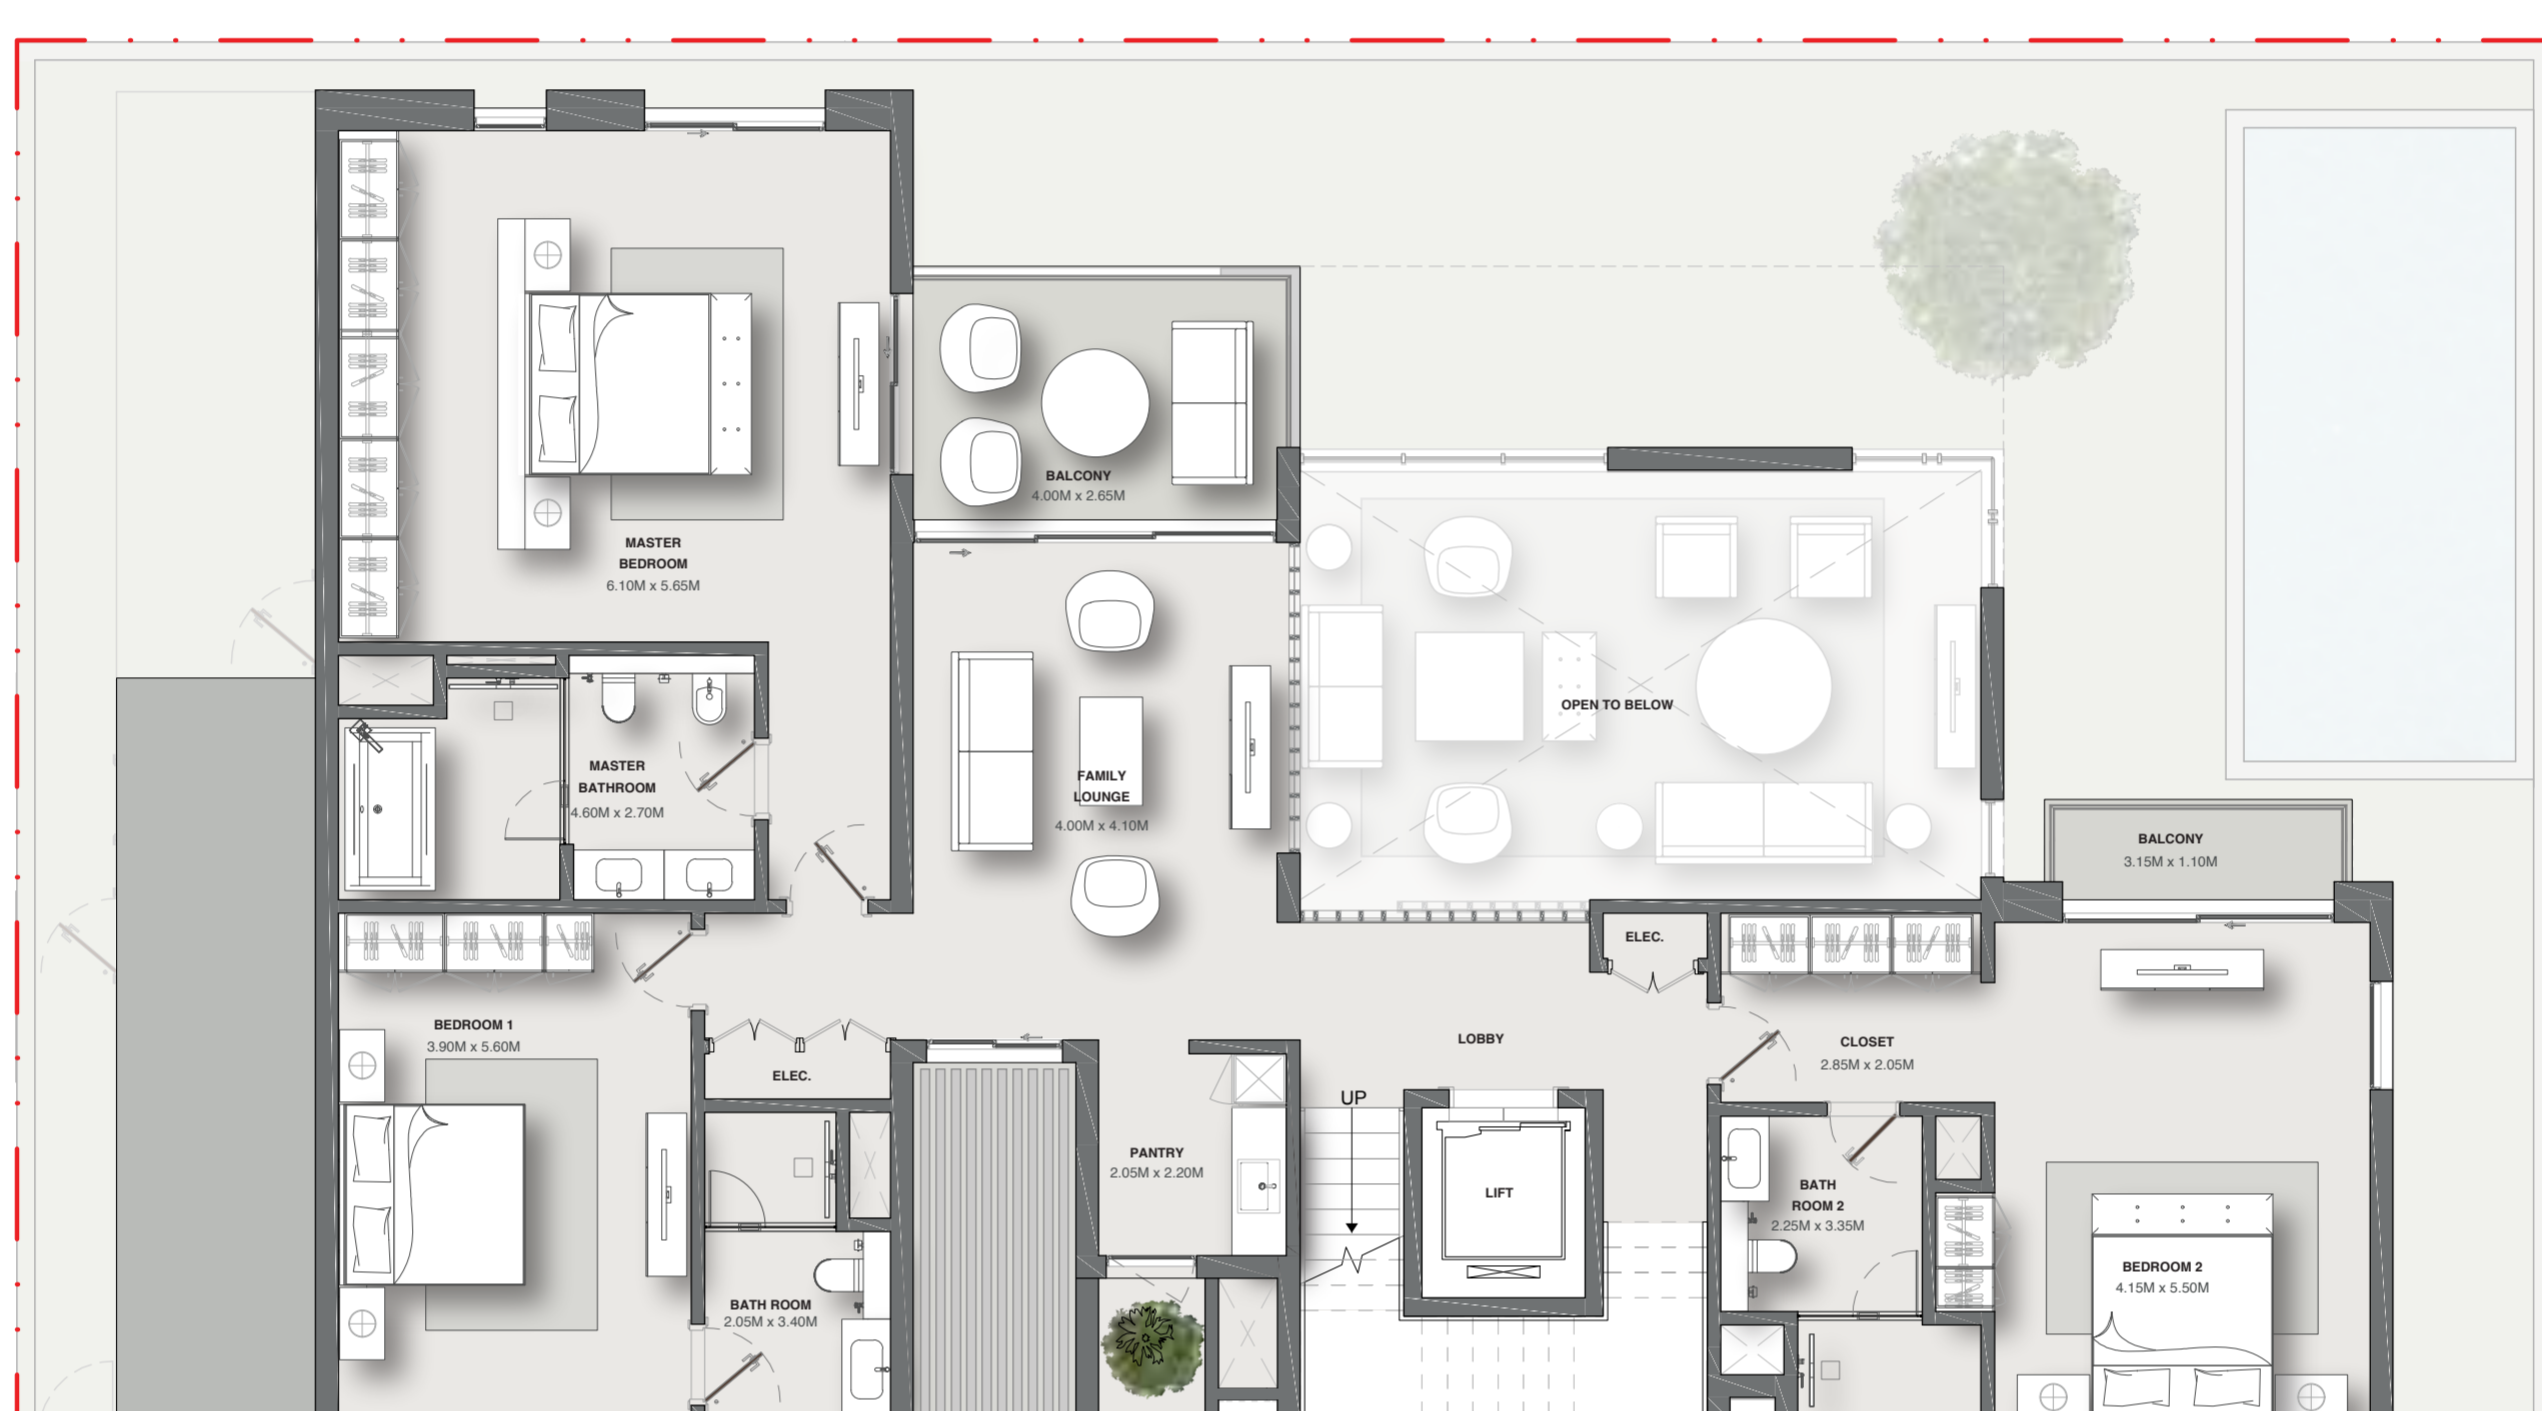 BALCONY
4.00M x 2.65M
MASTER
BEDROOM
6.10M x 5.65M
OPEN TO BELOW
MASTER
BATHROOM
4.60M x 2.70M
FAMILY
LOUNGE
4.00M x 4.10M
BALCONY
3.15M x 1.10M
ELEC.
BEDROOM 1
3.90M x 5.60M
LOBBY
CLOSET
2.85M x 2.05M
ELEC.
UP
PANTRY
2.05M x 2.20M
LIFT
BATH
ROOM 2
2.25M x 3.35M
BEDROOM 2
4.15M x 5.50M
BATH ROOM
2.05M x 3.40M